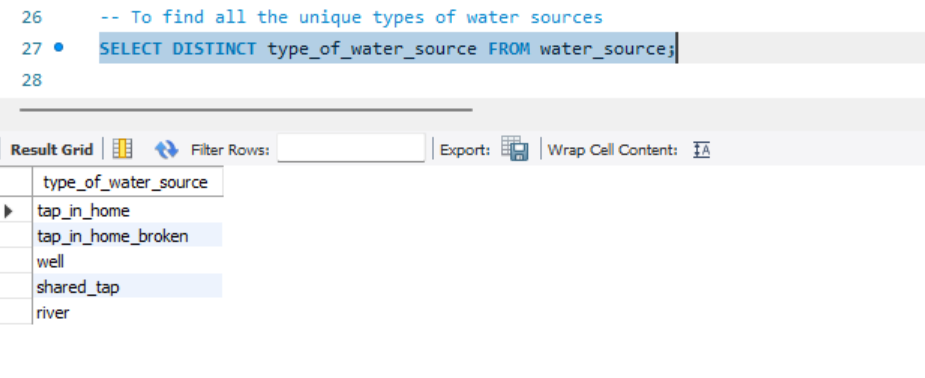 26 -- To find all the unique types of water sources
27 SELECT DISTINCT type_of_water_source FROM water_source;
28
Result Grid Filter Rows: Export: Wrap Cell Content: IA
type_of_water_source
tap_in_home
tap_in_home_broken
well
shared_tap
river